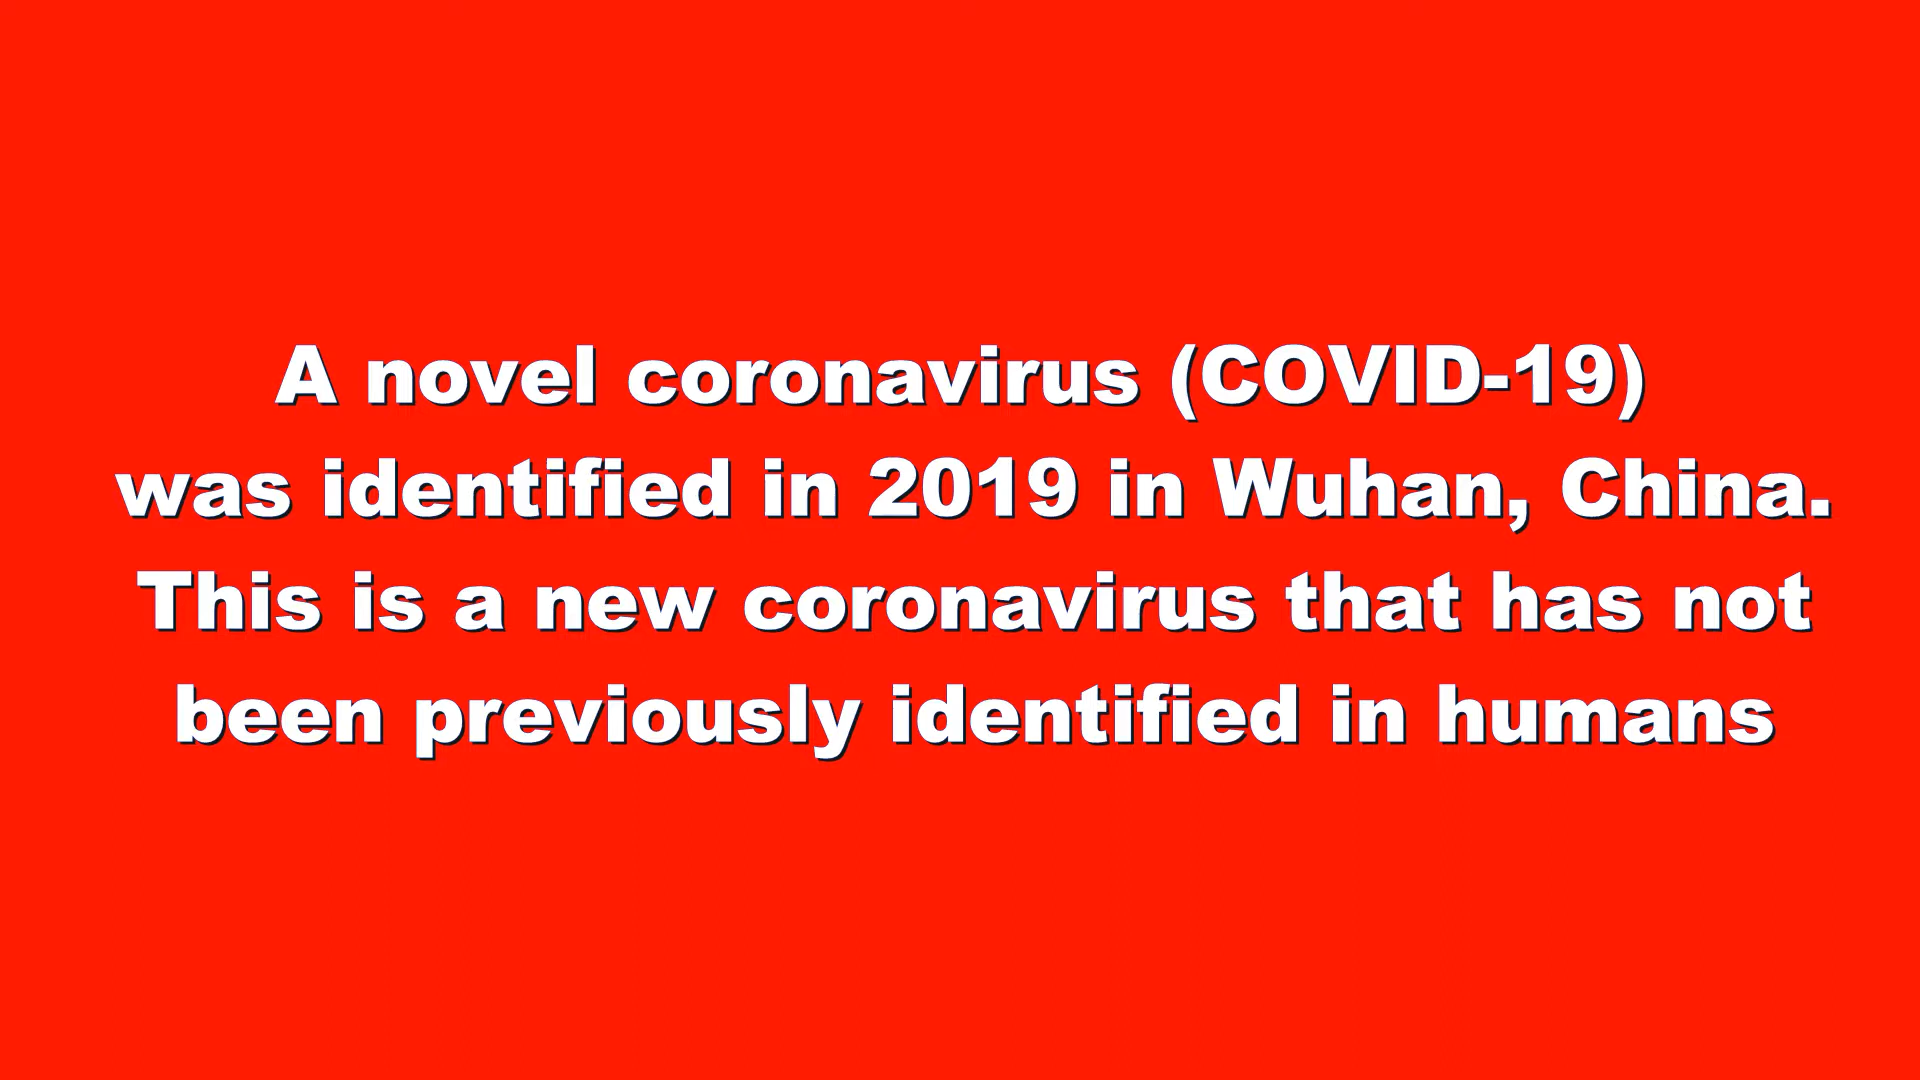 A novel coronavirus (COVID-19)
was identified in 2019 in Wuhan, China.
This is a new coronavirus that has not
been previously identified in humans